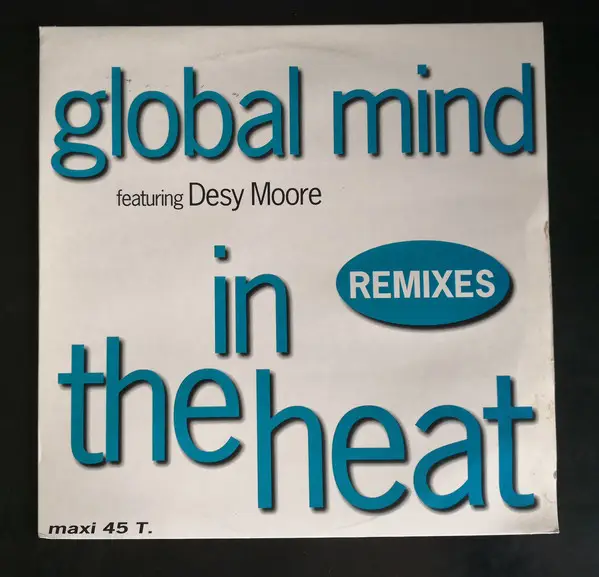 global mind
featuring Desy Moore
in
REMIXES
the heat
maxi 45 T.